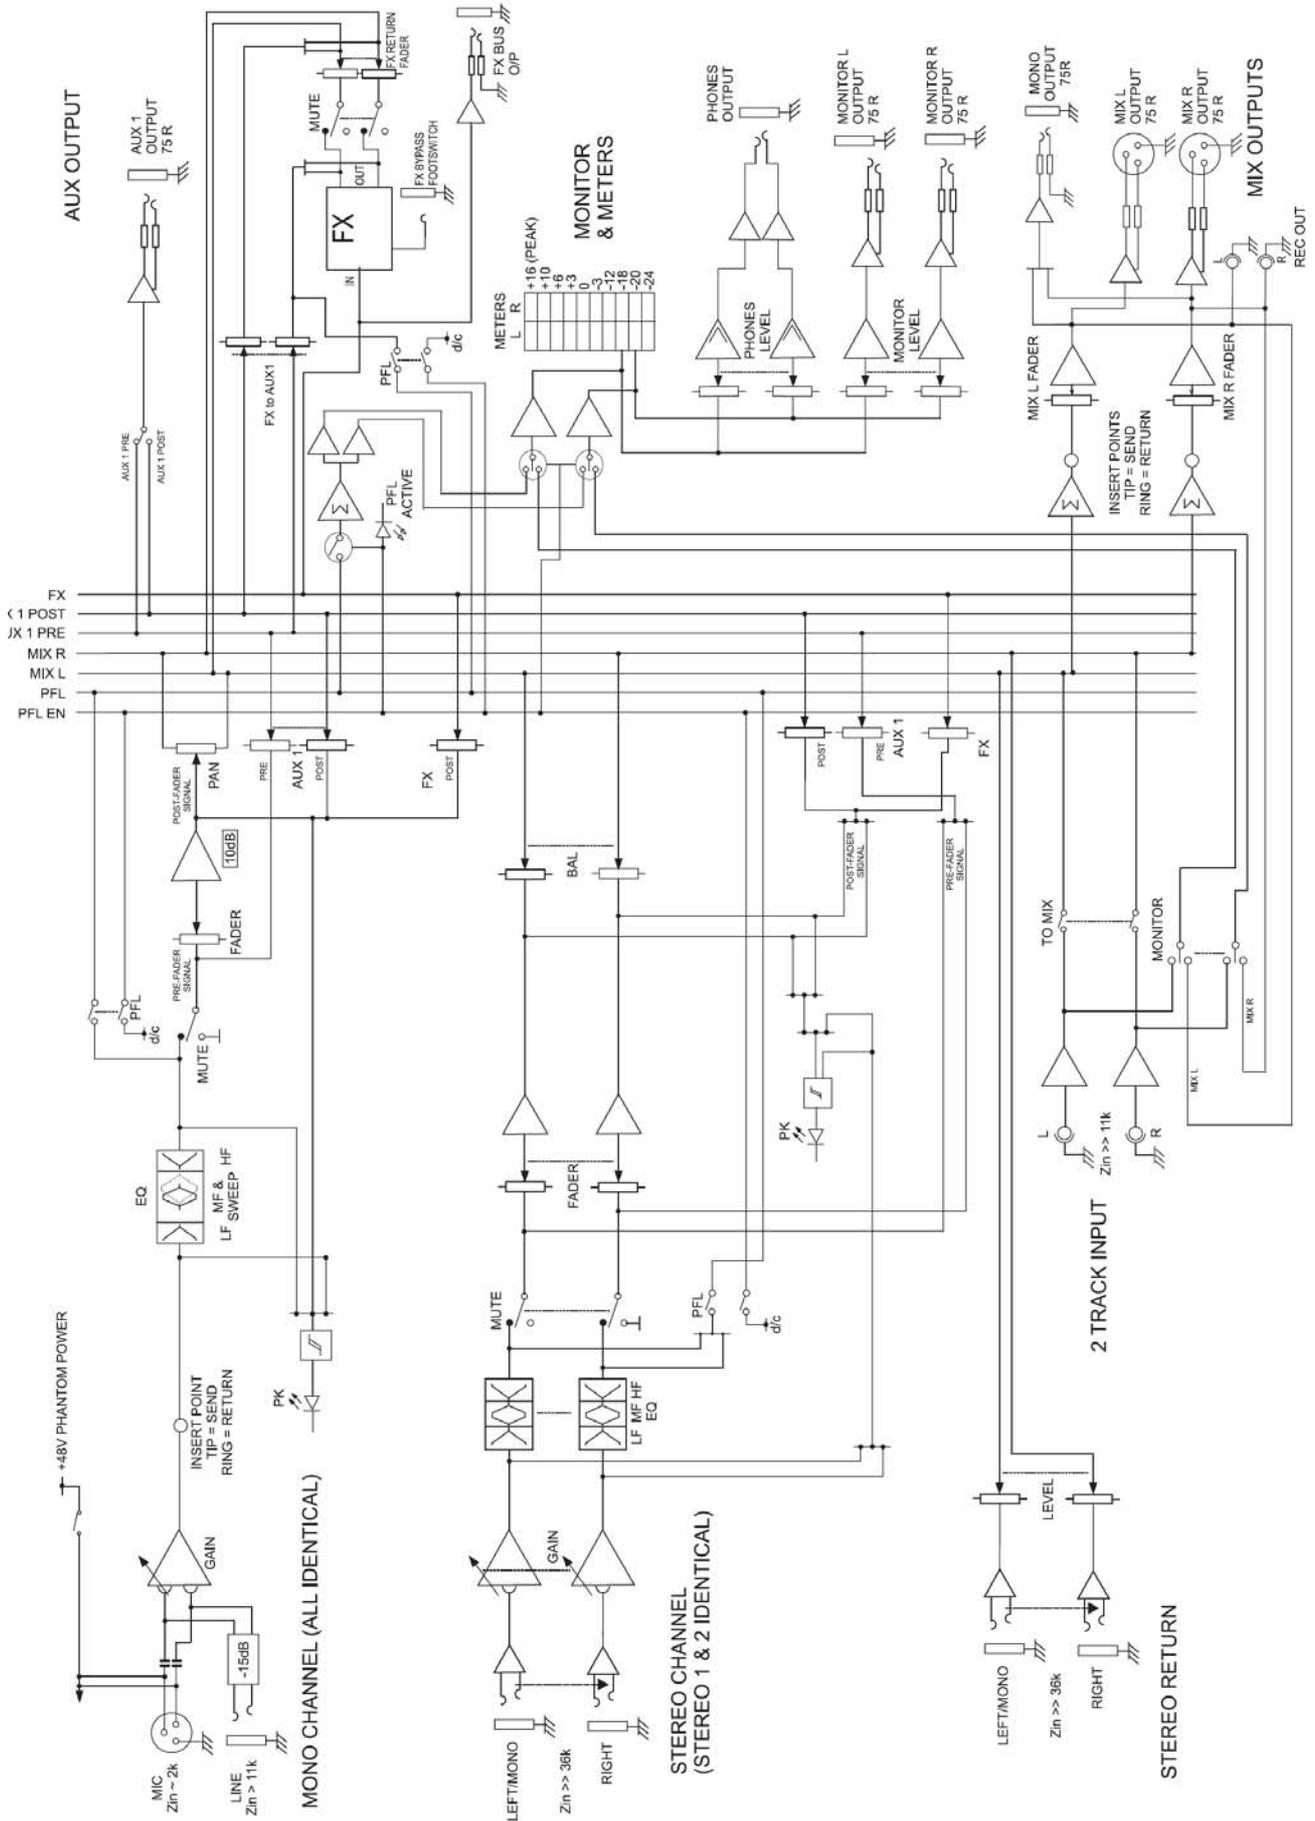 AUX OUTPUT
AUX 1
OUTPUT
75 R
AUX 1 PRE
AUX 1 POST
FX to AUX1
MUTE
FX RETURN
FADER
FX
IN
OUT
FX BYPASS
FOOTSWITCH
FX BUS
O/P
PFL
d/c
PFL
ACTIVE
Σ
MONITOR
& METERS
METERS
L R
+16 (PEAK)
+10
+6
+3
0
-3
-12
-18
-20
-24
PHONES
OUTPUT
PHONES
LEVEL
MONITOR L
OUTPUT
75 R
MONITOR R
OUTPUT
75 R
MONITOR
LEVEL
MONO
OUTPUT
75R
MIX L
OUTPUT
75 R
MIX R
OUTPUT
75 R
MIX OUTPUTS
L
R
REC OUT
MIX L FADER
MIX R FADER
INSERT POINTS
TIP = SEND
RING = RETURN
Σ
Σ
FX
1 POST
JX 1 PRE
MIX R
MIX L
PFL
PFL EN
PAN
POST-FADER
SIGNAL
10dB
FADER
PRE-FADER
SIGNAL
PFL
d/c
MUTE
PRE
AUX 1
POST
FX
POST
EQ
LF MF & HF
SWEEP
PK
INSERT POINT
TIP = SEND
RING = RETURN
+48V PHANTOM POWER
GAIN
-15dB
MIC
Zin ~ 2k
LINE
Zin > 11k
MONO CHANNEL (ALL IDENTICAL)
BAL
POST
PRE
AUX 1
FX
POST-FADER
SIGNAL
PRE-FADER
SIGNAL
PK
FADER
MUTE
PFL
d/c
LF MF HF
EQ
GAIN
LEFT/MONO
Zin >> 36k
RIGHT
STEREO CHANNEL
(STEREO 1 & 2 IDENTICAL)
TO MIX
MONITOR
MIX L
MIX R
L
Zin >> 11k
R
2 TRACK INPUT
LEVEL
LEFT/MONO
Zin >> 36k
RIGHT
STEREO RETURN